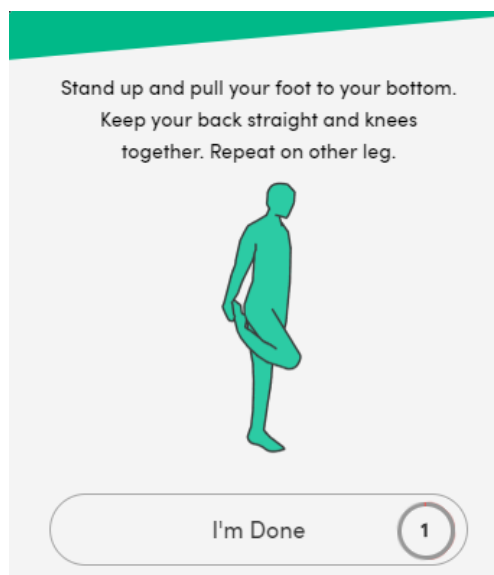 Stand up and pull your foot to your bottom.
Keep your back straight and knees
together. Repeat on other leg.
I'm Done
1